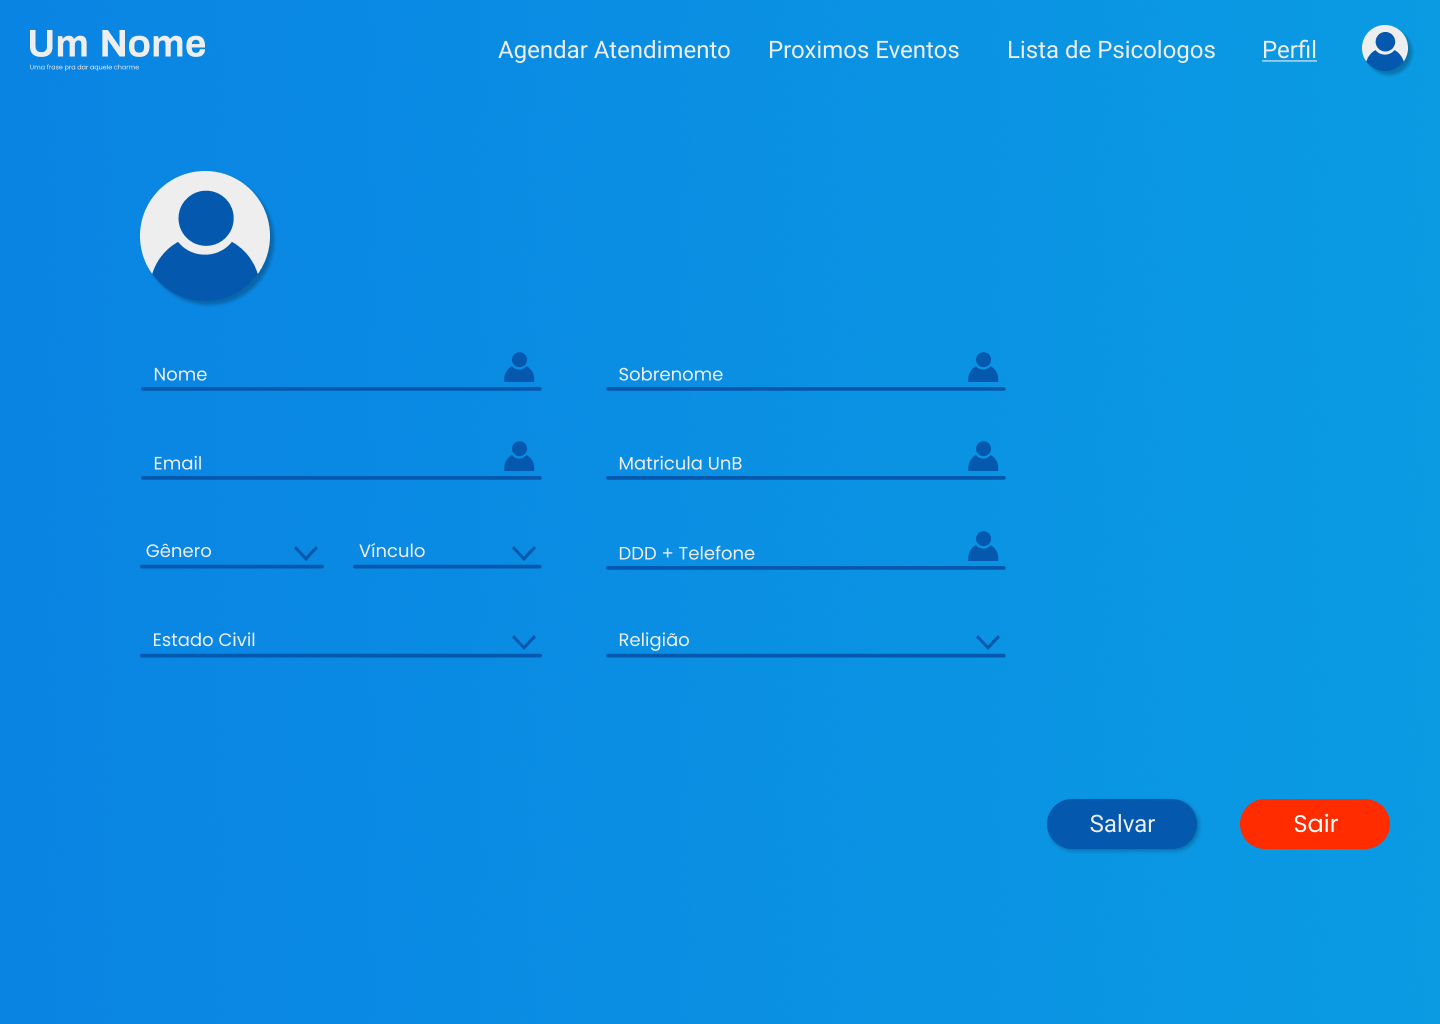 Um Nome
Uma frase pra dar aquele charme
Agendar Atendimento
Proximos Eventos
Lista de Psicologos
Perfil
Nome
Sobrenome
Email
Matricula UnB
Gênero
Vínculo
DDD + Telefone
Estado Civil
Religião
Salvar
Sair